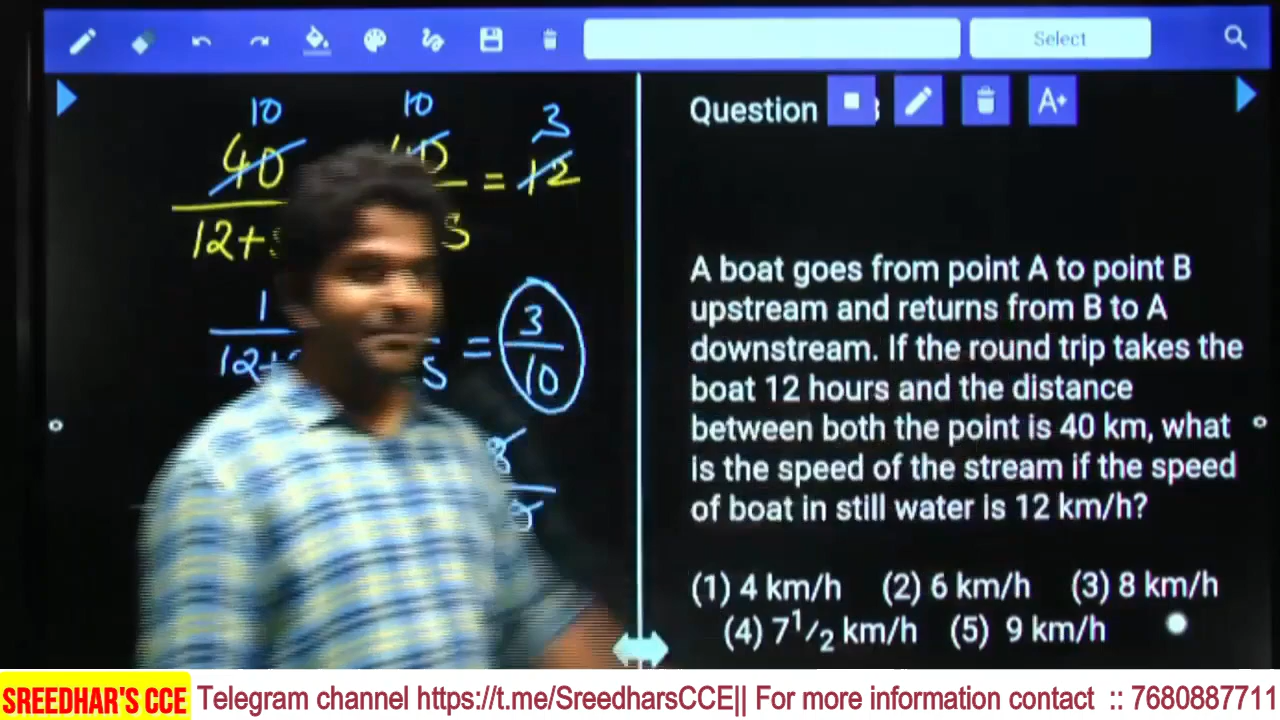 Select
10 10 3
40 = 12
12+ 5
Question
1 = 3/10
12+ 5
A boat goes from point A to point B
upstream and returns from B to A
downstream. If the round trip takes the
boat 12 hours and the distance
between both the point is 40 km, what
is the speed of the stream if the speed
of boat in still water is 12 km/h?
(1) 4 km/h (2) 6 km/h (3) 8 km/h
(4) 7 1/2 km/h (5) 9 km/h
A+
SREEDHAR'S CCE Telegram channel https://t.me/SreedharsCCE|| For more information contact :: 7680887711